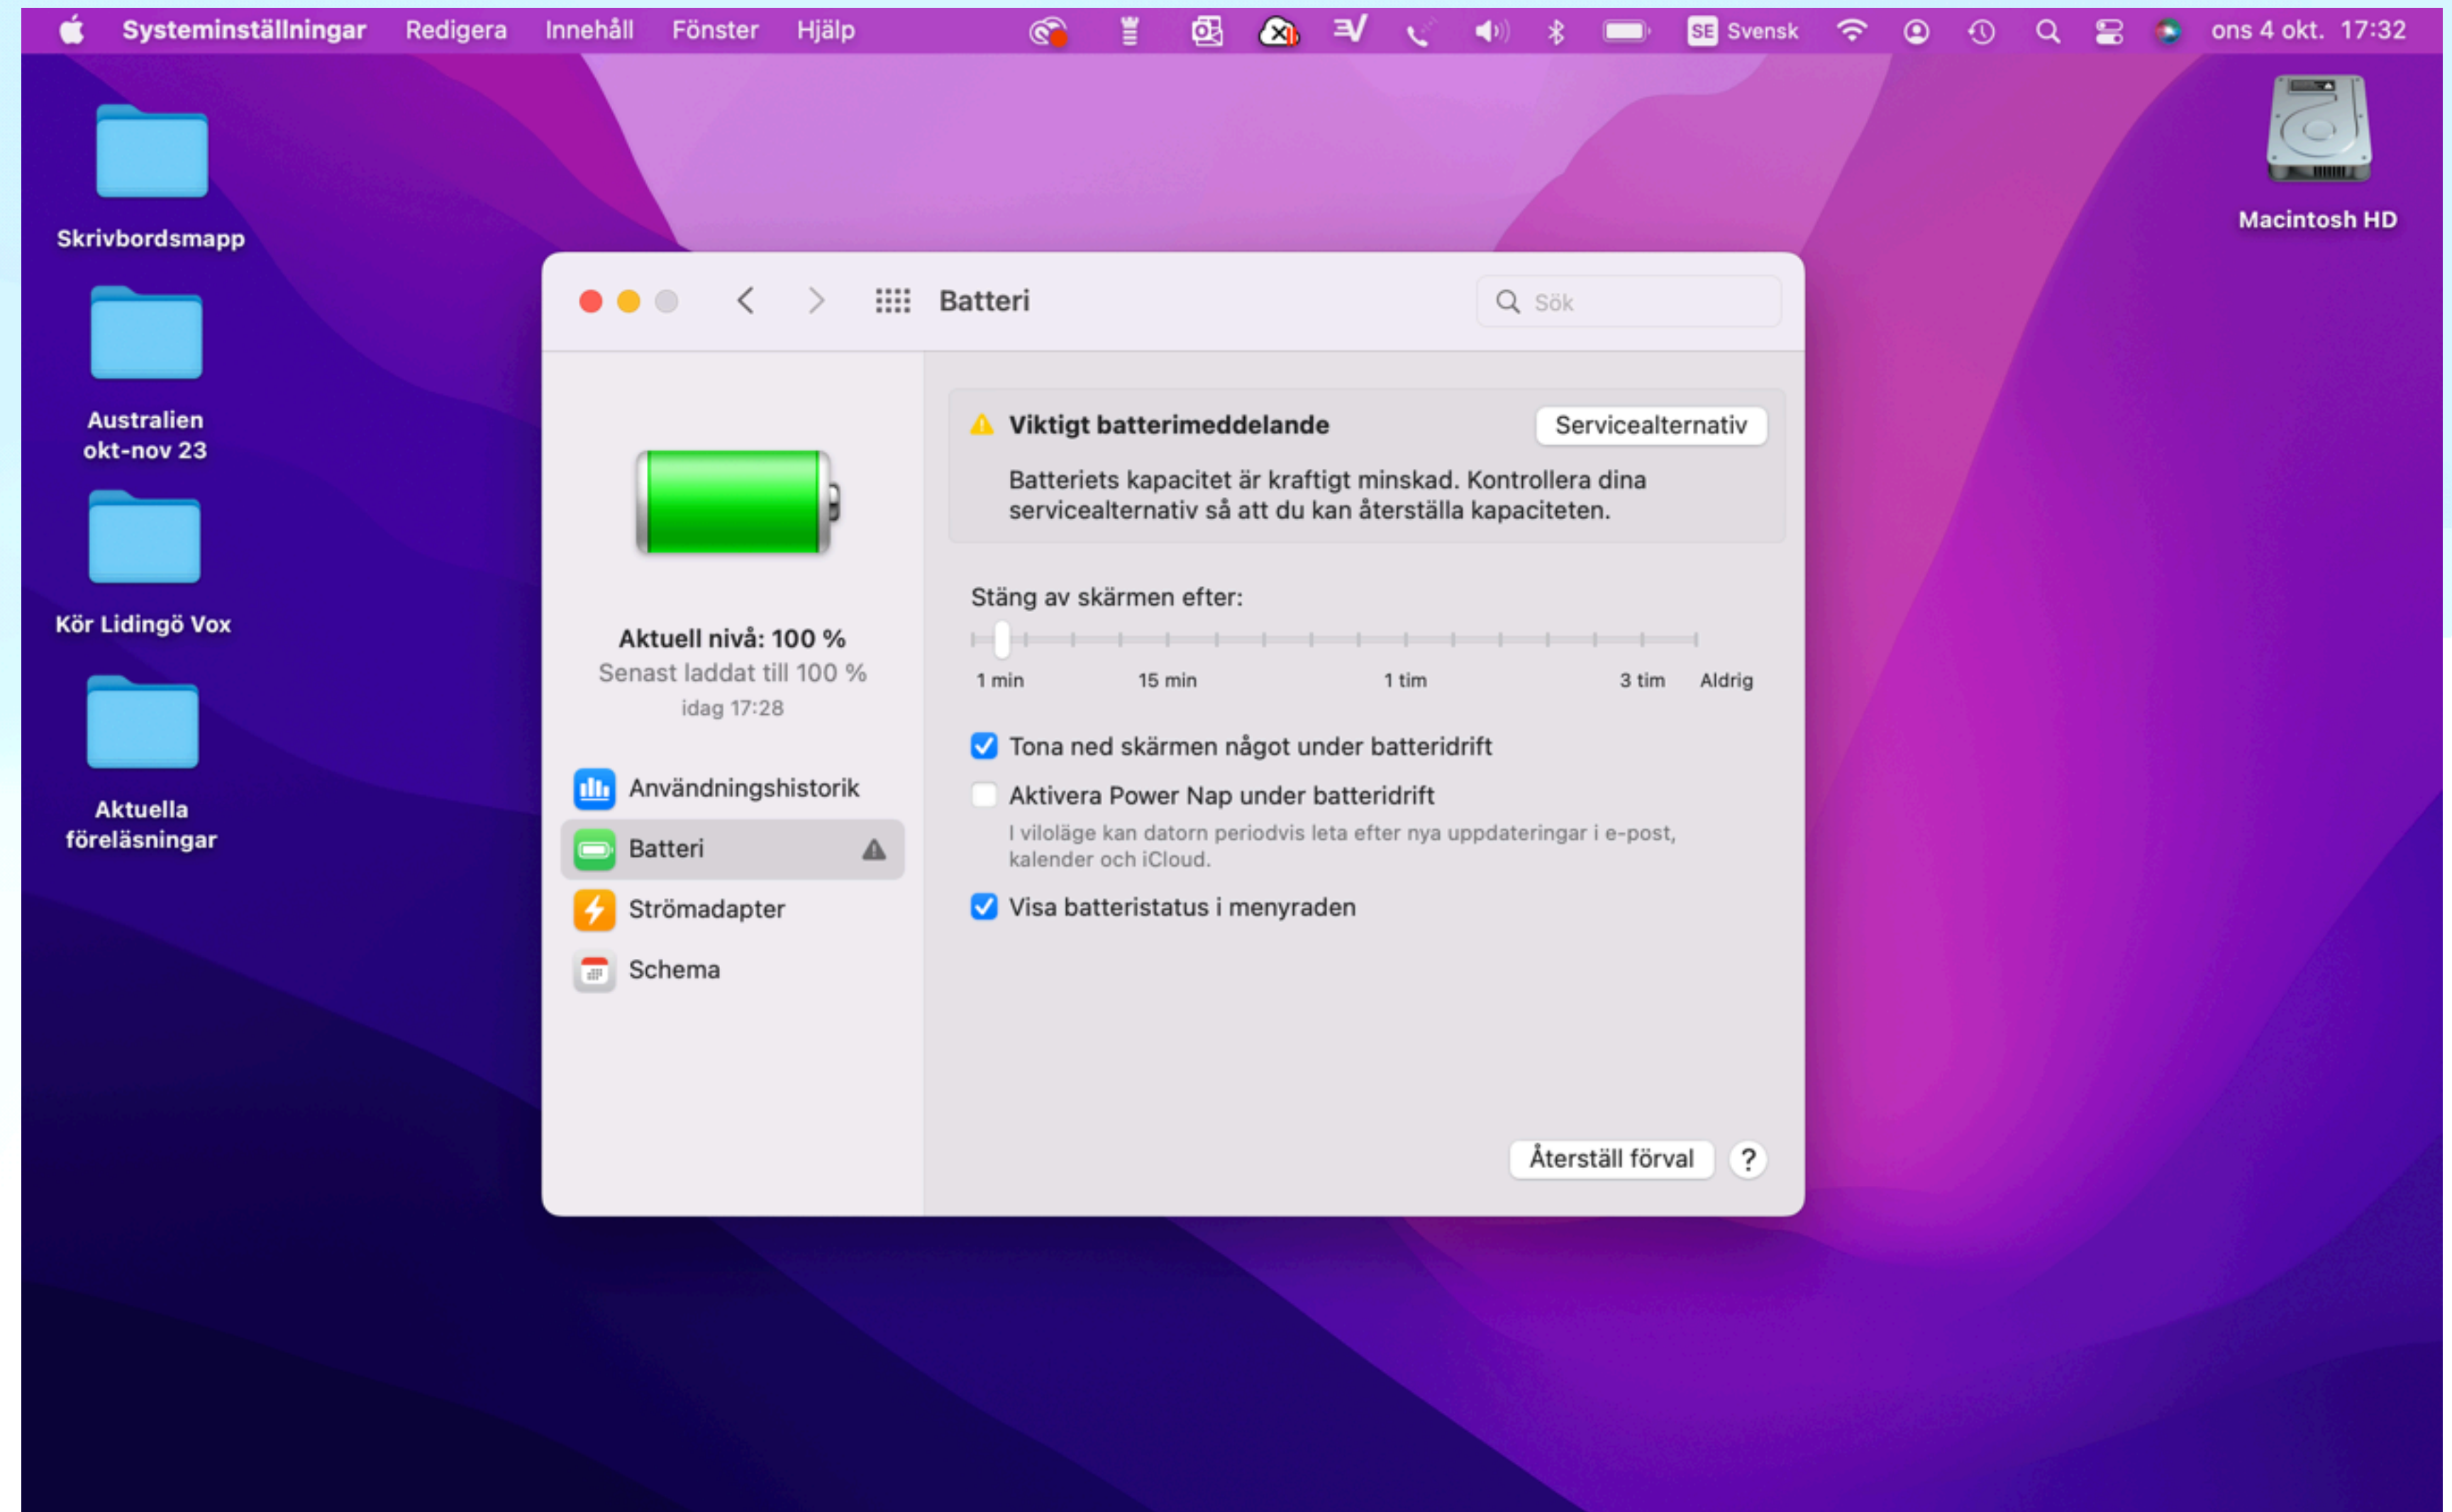 Systeminställningar Redigera Innehåll Fönster Hjälp SE Svensk ons 4 okt. 17:32
Skrivbordsmapp
Australien
okt-nov 23
Kör Lidingö Vox
Aktuella
föreläsningar
Macintosh HD
Batteri
Sök
Aktuell nivå: 100 %
Senast laddat till 100 %
idag 17:28
Användningshistorik
Batteri
Strömadapter
Schema
Viktigt batterimeddelande
Servicealternativ
Batteriets kapacitet är kraftigt minskad. Kontrollera dina
servicealternativ så att du kan återställa kapaciteten.
Stäng av skärmen efter:
1 min 15 min 1 tim 3 tim Aldrig
Tona ned skärmen något under batteridrift
Aktivera Power Nap under batteridrift
I viloläge kan datorn periodvis leta efter nya uppdateringar i e-post,
kalender och iCloud.
Visa batteristatus i menyraden
Återställ förval ?